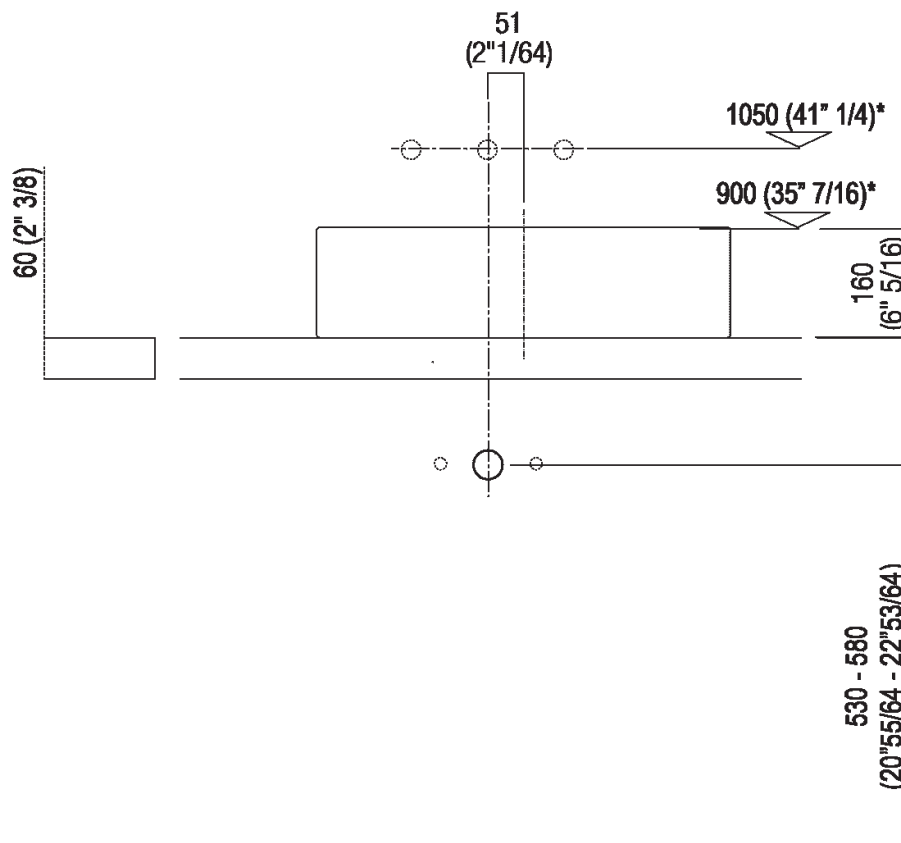 51
(2"1/64)
1050 (41" 1/4)*
900 (35" 7/16)*
60 (2" 3/8)
160
(6" 5/16)
530 - 580
(20"55/64 - 22"53/64)